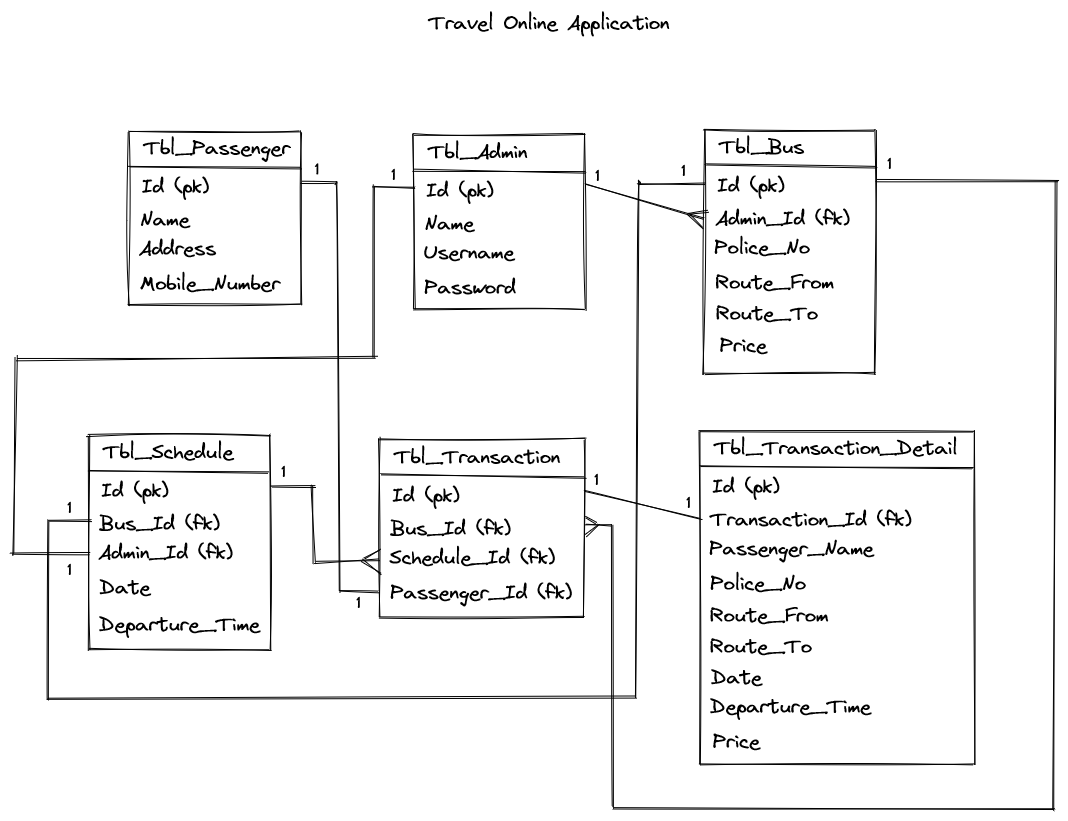 Travel Online Application
Tbl_Passenger
Id (pk)
Name
Address
Mobile_Number
1
1
Tbl_Admin
Id (pk)
Name
Username
Password
1
1
Tbl_Bus
Id (pk)
Admin_Id (fk)
Police_No
Route_From
Route_To
Price
1
Tbl_Schedule
Id (pk)
Bus_Id (fk)
Admin_Id (fk)
Date
Departure_Time
1
1
1
Tbl_Transaction
Id (pk)
Bus_Id (fk)
Schedule_Id (fk)
Passenger_Id (fk)
1
1
1
Tbl_Transaction_Detail
Id (pk)
Transaction_Id (fk)
Passenger_Name
Police_No
Route_From
Route_To
Date
Departure_Time
Price